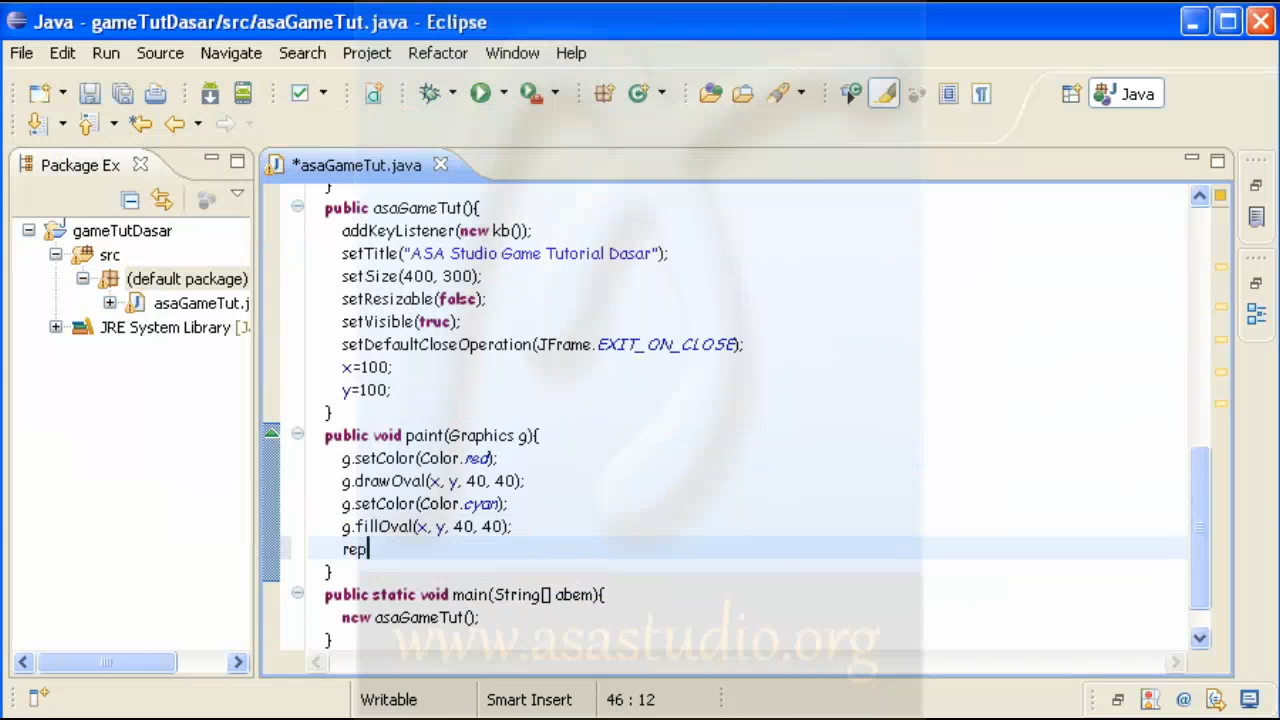 Java - gameTutDasar/src/asaGameTut.java - Eclipse
File Edit Run Source Navigate Search Project Refactor Window Help
Java
Package Ex
*asaGameTut.java
gameTutDasar
src
(default package)
asaGameTut.j
JRE System Library [J
}
public asaGameTut(){
addKeyListener(new kb());
setTitle("ASA Studio Game Tutorial Dasar");
setSize(400, 300);
setResizable(false);
setVisible(true);
setDefaultCloseOperation(JFrame.EXIT_ON_CLOSE);
x=100;
y=100;
}
public void paint(Graphics g){
g.setColor(Color.red);
g.drawOval(x, y, 40, 40);
g.setColor(Color.cyan);
g.fillOval(x, y, 40, 40);
rep
}
public static void main(String[] abem){
new asaGameTut();
}
www.asastudio.org
Writable Smart Insert 46 : 12